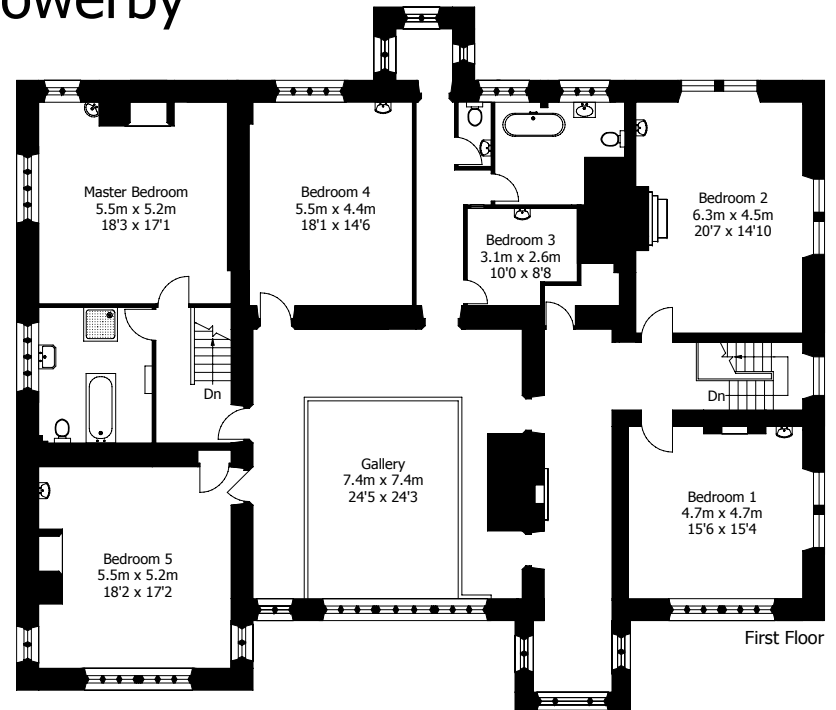 owerby
Master Bedroom
5.5m x 5.2m
18'3 x 17'1
Bedroom 4
5.5m x 4.4m
18'1 x 14'6
Bedroom 3
3.1m x 2.6m
10'0 x 8'8
Bedroom 2
6.3m x 4.5m
20'7 x 14'10
Dn
Dn
Gallery
7.4m x 7.4m
24'5 x 24'3
Bedroom 1
4.7m x 4.7m
15'6 x 15'4
Bedroom 5
5.5m x 5.2m
18'2 x 17'2
First Floor